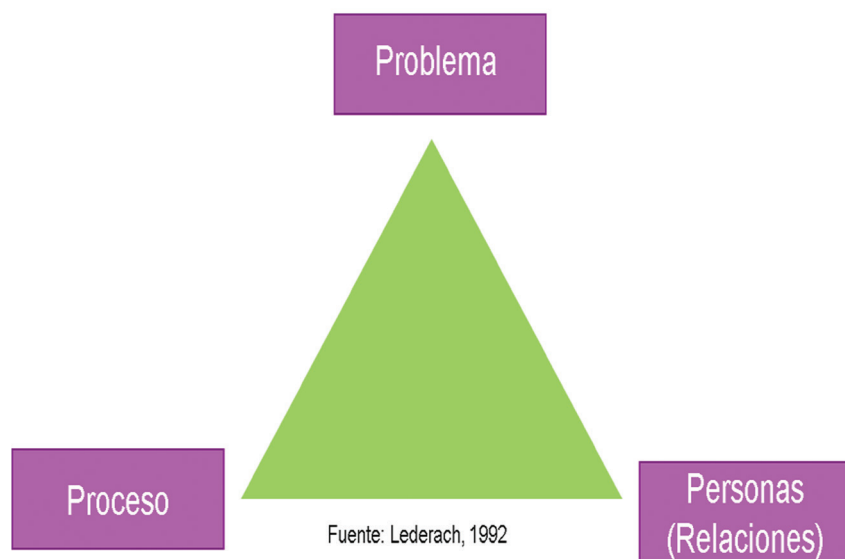 Problema
Proceso
Personas
(Relaciones)
Fuente: Lederach, 1992